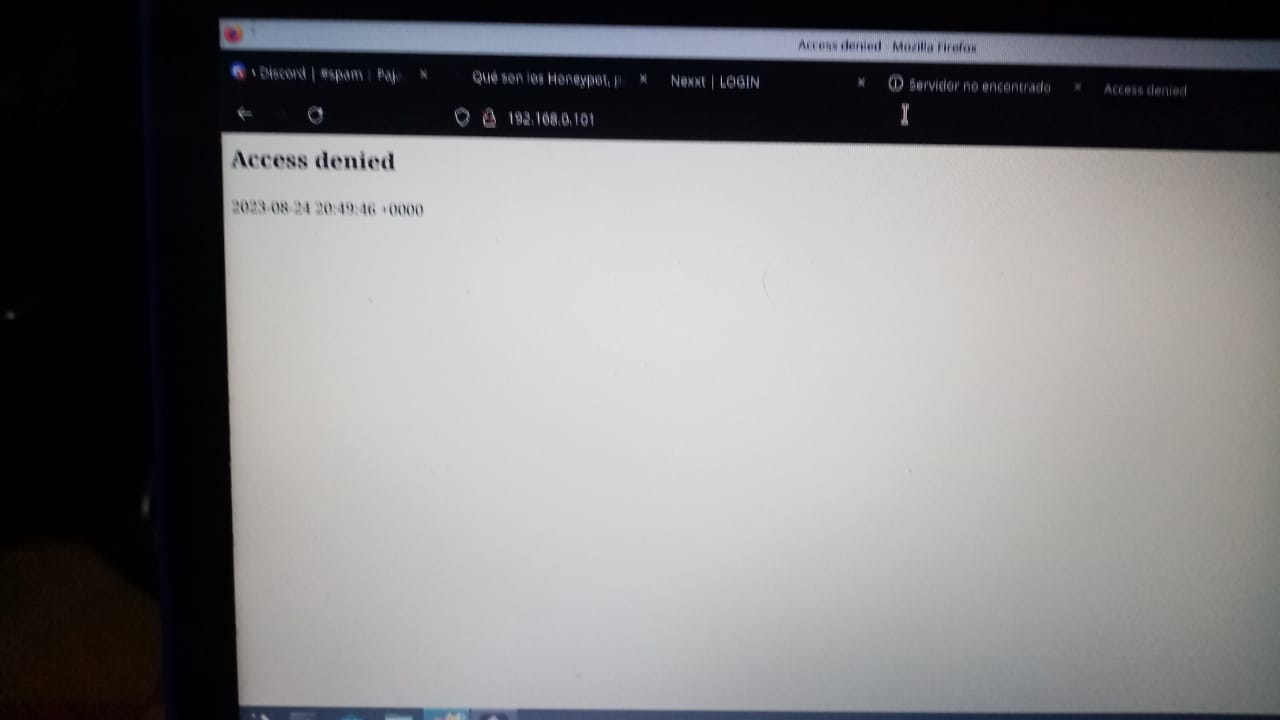 Access denied - Mozilla Firefox
Discord | #spam | Paj
Qué son los Honeypot, p
Nexxt | LOGIN
Servidor no encontrado
Access denied
192.168.0.101
Access denied
2023-08-24 20:49:46 +0000